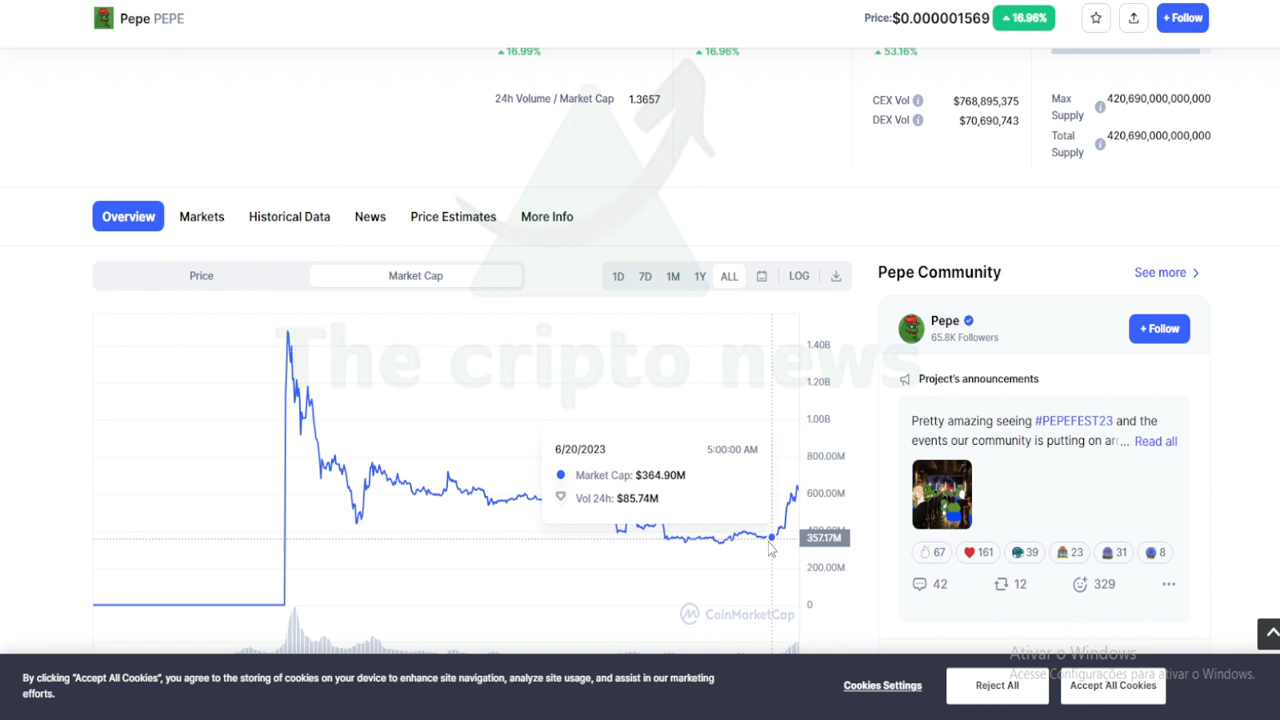 Pepe PEPE
Price:$0.000001569
16.96%
+ Follow
16.99%
16.96%
53.16%
24h Volume / Market Cap 1.3657
CEX Vol $768,895,375
DEX Vol $70,690,743
Max Supply 420,690,000,000,000
Total Supply 420,690,000,000,000
Overview
Markets
Historical Data
News
Price Estimates
More Info
Price
Market Cap
1D 7D 1M 1Y ALL LOG
Pepe Community
See more
Pepe
65.8K Followers
+ Follow
Project's announcements
Pretty amazing seeing #PEPEFEST23 and the
events our community is putting on ar... Read all
67 161 39 23 31 8
42 12 329
The cripto news
1.40B
1.20B
1.00B
800.00M
600.00M
400.00M
357.17M
200.00M
0
6/20/2023 5:00:00 AM
Market Cap: $364.90M
Vol 24h: $85.74M
CoinMarketCap
Ativar o Windows
Acesse Configurações para ativar o Windows.
By clicking “Accept All Cookies”, you agree to the storing of cookies on your device to enhance site navigation, analyze site usage, and assist in our marketing
efforts.
Cookies Settings
Reject All
Accept All Cookies